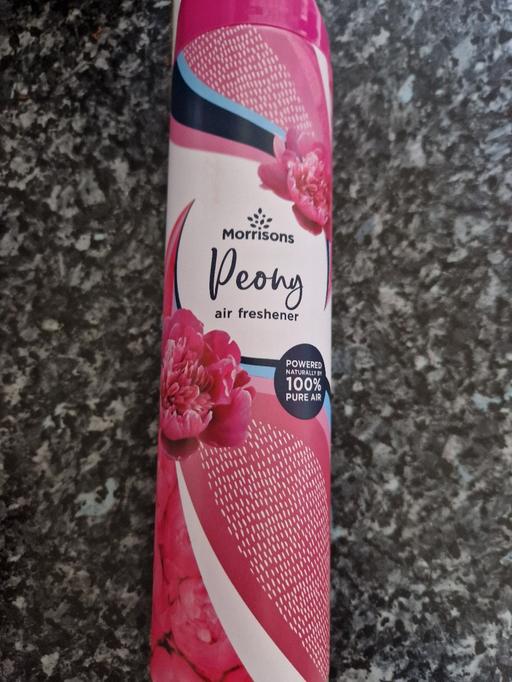 Morrisons
Peony
air freshener
POWERED
NATURALLY BY
100%
PURE AIR